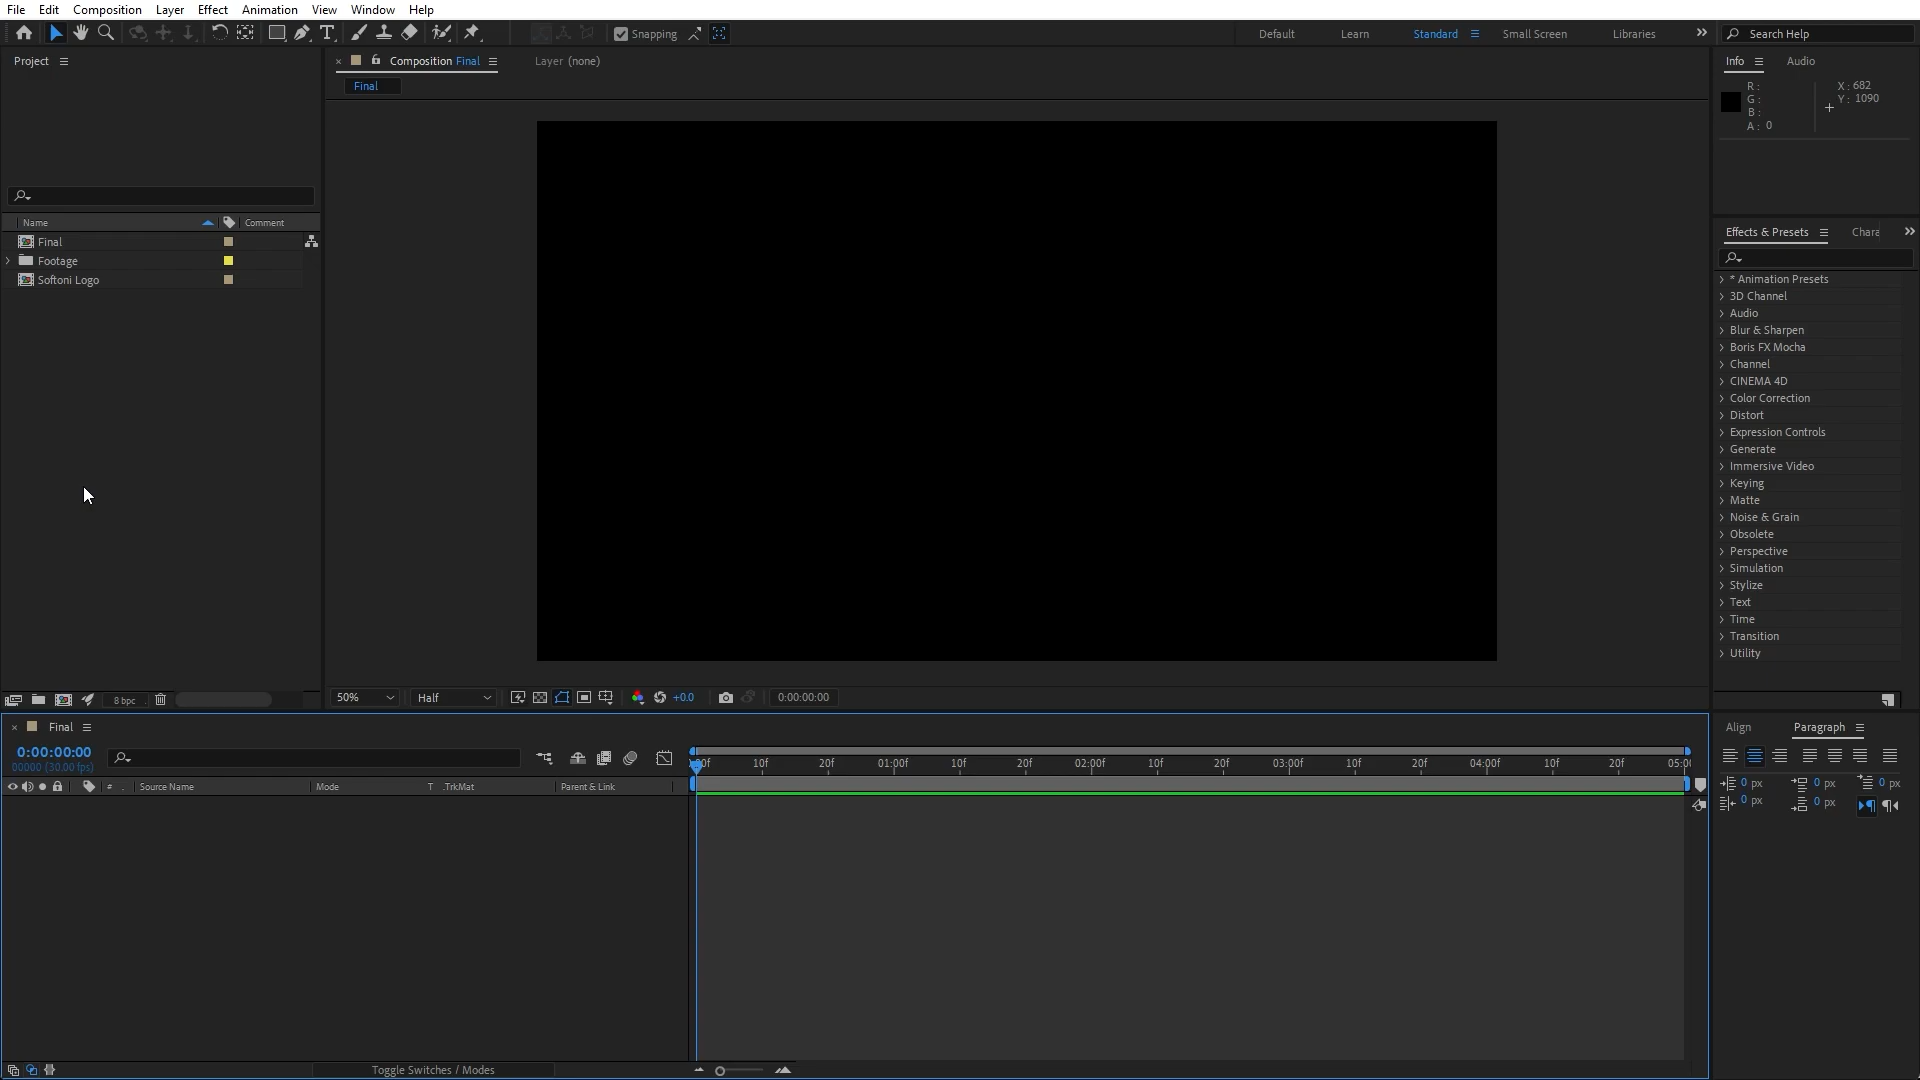 File Edit Composition Layer Effect Animation View Window Help
Snapping Default Learn Standard Small Screen Libraries Search Help
Project
Composition Final Layer (none)
Final
Info Audio
R :
G :
B :
A : 0
X : 682
Y : 1090
Name Comment
Final
Footage
Softoni Logo
Effects & Presets Chara
* Animation Presets
3D Channel
Audio
Blur & Sharpen
Boris FX Mocha
Channel
CINEMA 4D
Color Correction
Distort
Expression Controls
Generate
Immersive Video
Keying
Matte
Noise & Grain
Obsolete
Perspective
Simulation
Stylize
Text
Time
Transition
Utility
8 bpc
50% Half +0.0 0:00:00:00
Final
0:00:00:00
00000 (30.00 fps)
:00f 10f 20f 01:00f 10f 20f 02:00f 10f 20f 03:00f 10f 20f 04:00f 10f 20f 05:00
# Source Name Mode T .TrkMat Parent & Link
Toggle Switches / Modes
Align Paragraph
0 px 0 px 0 px
0 px 0 px